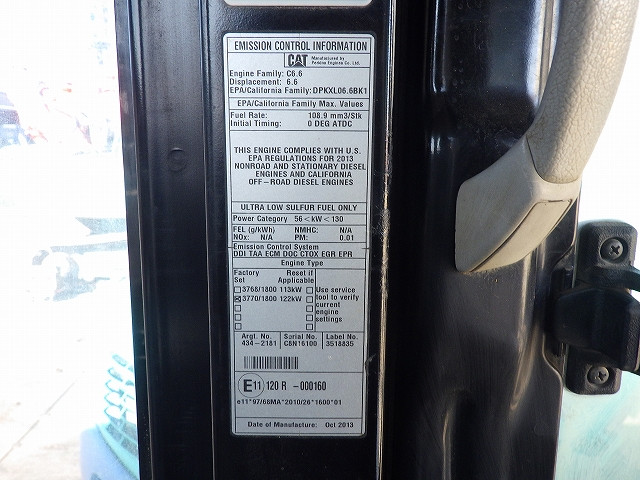 EMISSION CONTROL INFORMATION
CAT Manufactured by
Perkins Engines Co. Ltd.
Engine Family: C6.6
Displacement: 6.6
EPA/California Family: DPKXL06.6BK1
EPA/California Family Max. Values
Fuel Rate: 108.9 mm3/Stk
Initial Timing: 0 DEG ATDC
THIS ENGINE COMPLIES WITH U.S.
EPA REGULATIONS FOR 2013
NONROAD AND STATIONARY DIESEL
ENGINES AND CALIFORNIA
OFF-ROAD DIESEL ENGINES
ULTRA LOW SULFUR FUEL ONLY
Power Category 56<kW<130
FEL (g/kWh) NMHC: N/A
NOx: N/A PM: 0.01
Emission Control System
DDI TAA ECM DOC CTOX EGR EPR
Engine Type
Factory Set Reset if Applicable
3768/1800 113kW
3770/1800 122kW
Use service
tool to verify
current
engine
settings
Argt. No. Serial No. Label No.
434-2181 C8N16100 3518835
E11 120 R -000160
e11*97/68MA*2010/26*1600*01
Date of Manufacture: Oct 2013